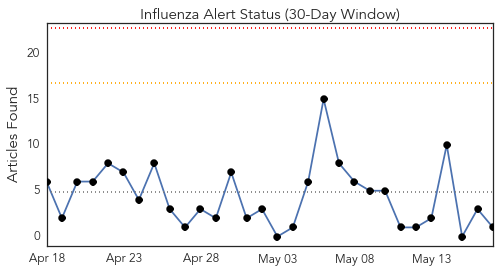 Influenza Alert Status (30-Day Window)
Articles Found
20
15
10
5
0
Apr 18
Apr 23
Apr 28
May 03
May 08
May 13